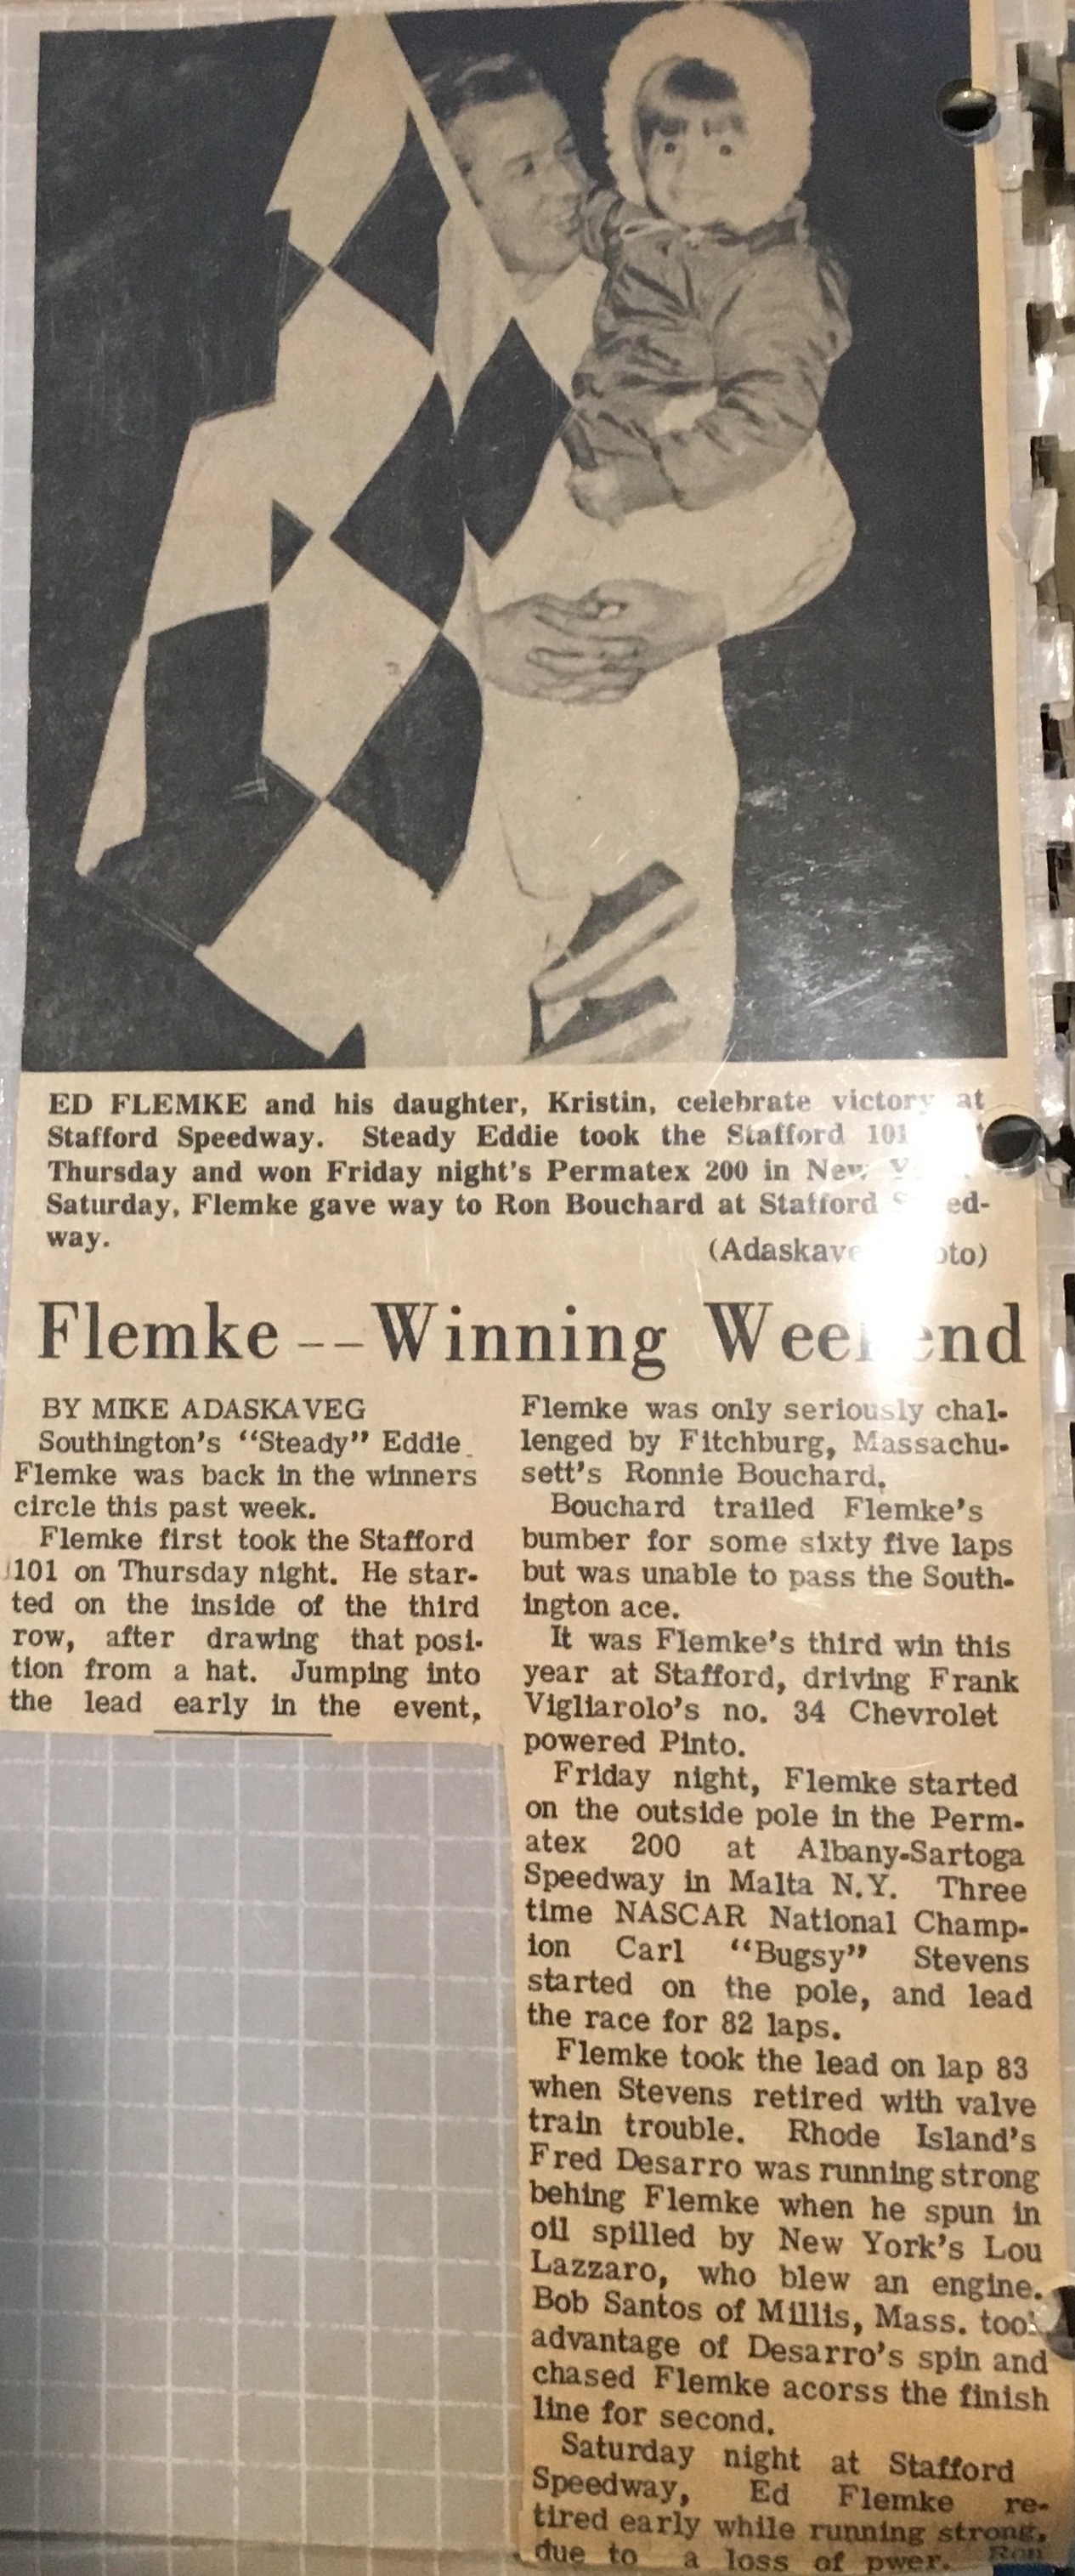 ED FLEMKE and his daughter, Kristin, celebrate victory at
Stafford Speedway. Steady Eddie took the Stafford 101
Thursday and won Friday night's Permatex 200 in New
Saturday, Flemke gave way to Ron Bouchard at Stafford
way.
Flemke -- Winning Weekend
BY MIKE ADASKAVEG
Southington's "Steady" Eddie
Flemke was back in the winners
circle this past week.
Flemke first took the Stafford
101 on Thursday night. He star-
ted on the inside of the third
row, after drawing that posi-
tion from a hat. Jumping into
the lead early in the event,
Flemke was only seriously chal-
lenged by Fitchburg, Massachu-
sett's Ronnie Bouchard.
Bouchard trailed Flemke's
bumber for some sixty five laps
but was unable to pass the South-
ington ace.
It was Flemke's third win this
year at Stafford, driving Frank
Vigliarolo's no. 34 Chevrolet
powered Pinto.
Friday night, Flemke started
on the outside pole in the Perm-
atex 200 at Albany-Sartoga
Speedway in Malta N.Y. Three
time NASCAR National Champ-
ion Carl "Bugsy" Stevens
started on the pole, and lead
the race for 82 laps.
Flemke took the lead on lap 83
when Stevens retired with valve
train trouble. Rhode Island's
Fred Desarro was running strong
behing Flemke when he spun in
oil spilled by New York's Lou
Lazzaro, who blew an engine.
Bob Santos of Millis, Mass. took
advantage of Desarro's spin and
chased Flemke acorss the finish
line for second.
Saturday night at Stafford
Speedway, Ed Flemke re-
tired early while running strong,
due to a loss of pwer. Ron